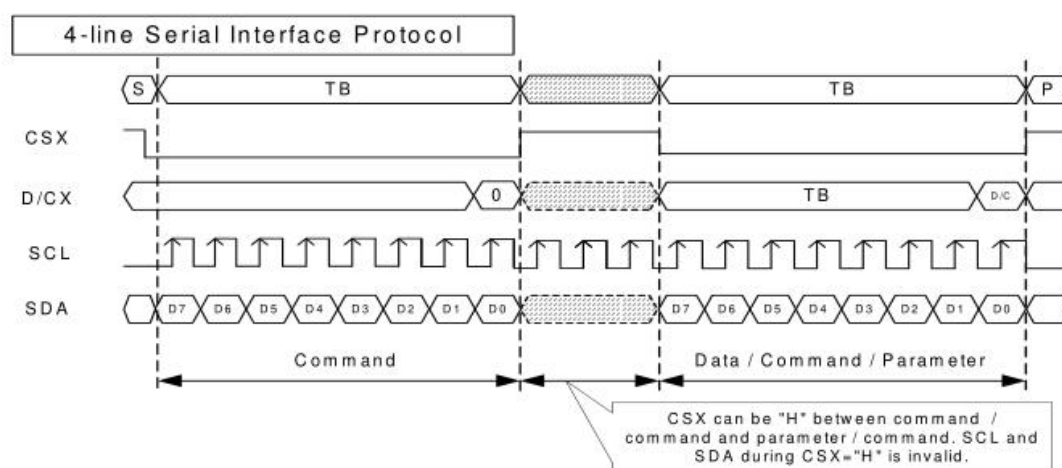 4-line Serial Interface Protocol
S TB TB P
CSX
D/CX 0 TB D/C
SCL
SDA D7 D6 D5 D4 D3 D2 D1 D0 D7 D6 D5 D4 D3 D2 D1 D0
Command Data / Command / Parameter
CSX can be "H" between command /
command and parameter / command. SCL and
SDA during CSX="H" is invalid.